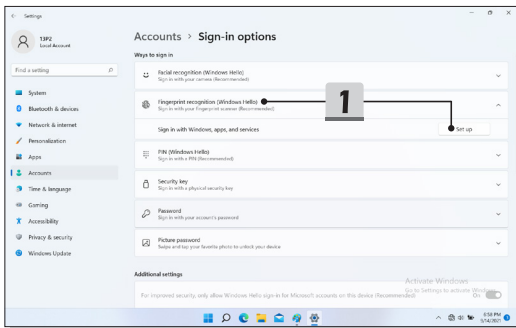 Settings
13P2
Local Account
Find a setting
System
Bluetooth & devices
Network & internet
Personalization
Apps
Accounts
Time & language
Gaming
Accessibility
Privacy & security
Windows Update
Accounts > Sign-in options
Ways to sign in
Facial recognition (Windows Hello)
Sign in with your camera (Recommended)
Fingerprint recognition (Windows Hello)
Sign in with your fingerprint scanner (Recommended)
1
Sign in with Windows, apps, and services
Set up
PIN (Windows Hello)
Sign in with a PIN (Recommended)
Security key
Sign in with a physical security key
Password
Sign in with your account's password
Picture password
Swipe and tap your favorite photo to unlock your device
Additional settings
Activate Windows
Go to Settings to activate Windows.
For improved security, only allow Windows Hello sign-in for Microsoft accounts on this device (Recommended)
On
6:58 PM
9/14/2021